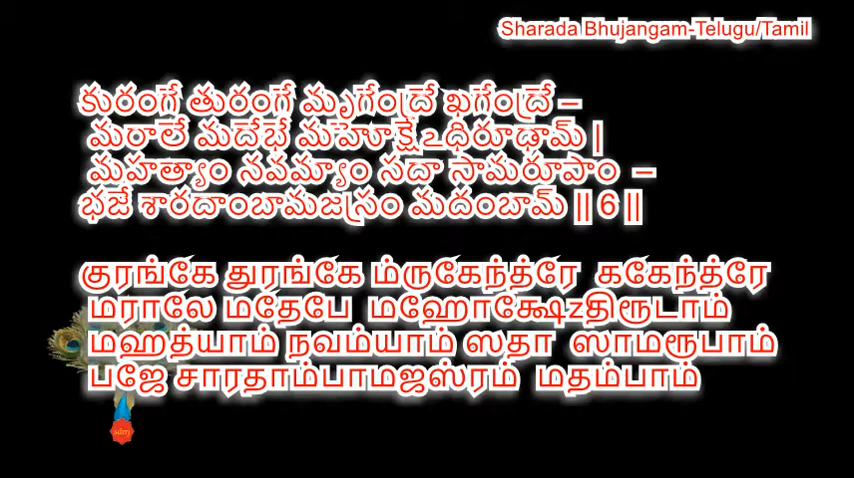 Sharada Bhujangam-Telugu/Tamil
కురంగే తురంగే మృగేంద్రే ఖగేంద్రే –
మరాలే మదేభే మహోక్షేఽధిరూఢామ్ |
మహత్యాం నవమ్యాం సదా సామరూపాం –
భజే శారదాంబామజస్రం మదంబామ్ || 6 ||
குரங்கே துரங்கே ம்ருகேந்த்ரே ககேந்த்ரே
மராலே மதேபே மஹோக்ஷேzதிரூடாம்
மஹத்யாம் நவம்யாம் ஸதா ஸாமரூபாம்
பஜே சாரதாம்பாமஜஸ்ரம் மதம்பாம்
sdmj